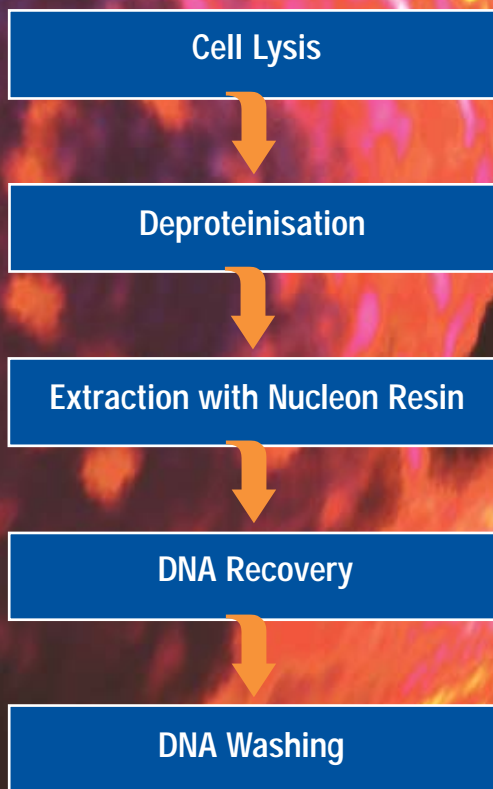 Cell Lysis
Deproteinisation
Extraction with Nucleon Resin
DNA Recovery
DNA Washing